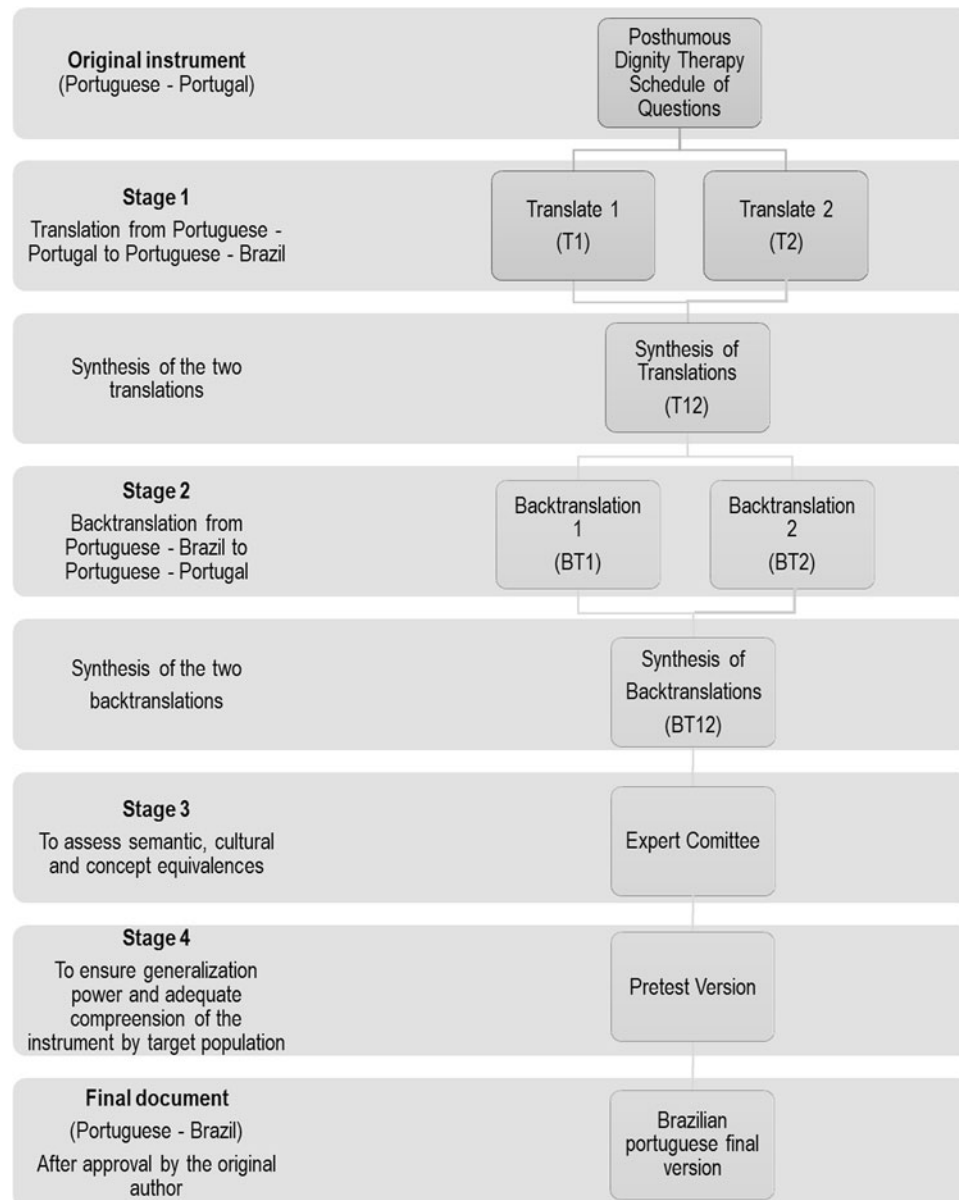 Original instrument
(Portuguese - Portugal)
Posthumous
Dignity Therapy
Schedule of
Questions
Stage 1
Translation from Portuguese -
Portugal to Portuguese - Brazil
Translate 1
(T1)
Translate 2
(T2)
Synthesis of the two
translations
Synthesis of
Translations
(T12)
Stage 2
Backtranslation from
Portuguese - Brazil to
Portuguese - Portugal
Backtranslation
1
(BT1)
Backtranslation
2
(BT2)
Synthesis of the two
backtranslations
Synthesis of
Backtranslations
(BT12)
Stage 3
To assess semantic, cultural
and concept equivalences
Expert Comittee
Stage 4
To ensure generalization
power and adequate
compreension of the
instrument by target population
Pretest Version
Final document
(Portuguese - Brazil)
After approval by the original
author
Brazilian
portuguese final
version